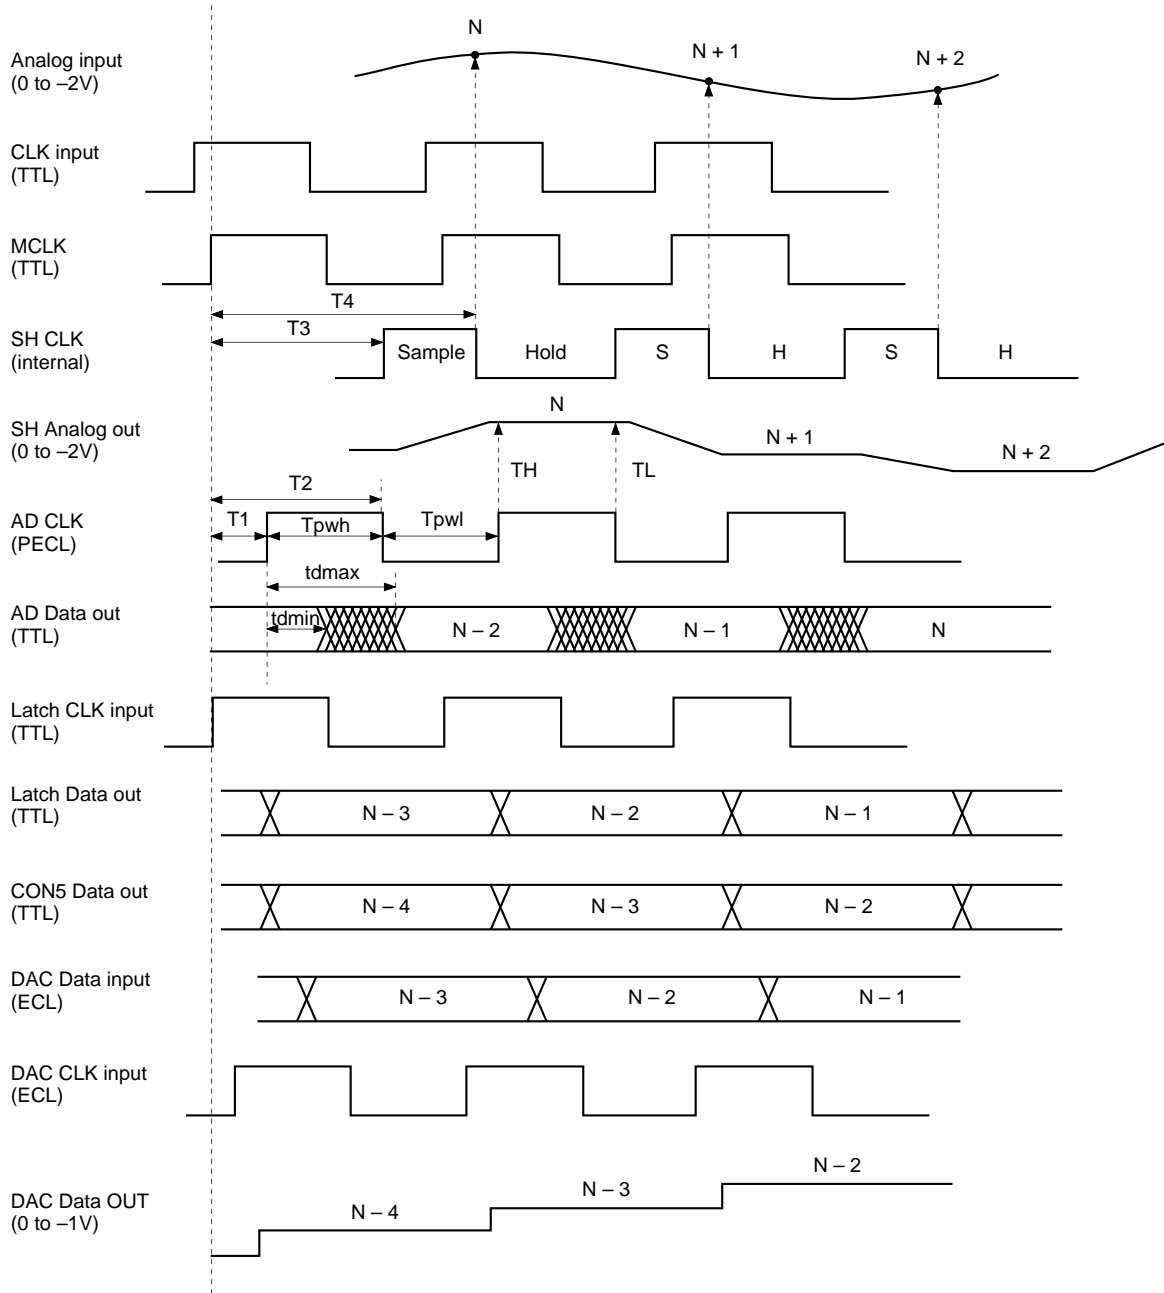 N
Analog input
(0 to –2V)
N + 1
N + 2
CLK input
(TTL)
MCLK
(TTL)
T4
T3
SH CLK
(internal)
Sample
Hold
S
H
S
H
N
SH Analog out
(0 to –2V)
N + 1
N + 2
TH
TL
T2
AD CLK
(PECL)
T1
Tpwh
Tpwl
tdmax
AD Data out
(TTL)
tdmin
N – 2
N – 1
N
Latch CLK input
(TTL)
Latch Data out
(TTL)
N – 3
N – 2
N – 1
CON5 Data out
(TTL)
N – 4
N – 3
N – 2
DAC Data input
(ECL)
N – 3
N – 2
N – 1
DAC CLK input
(ECL)
N – 2
N – 3
DAC Data OUT
(0 to –1V)
N – 4